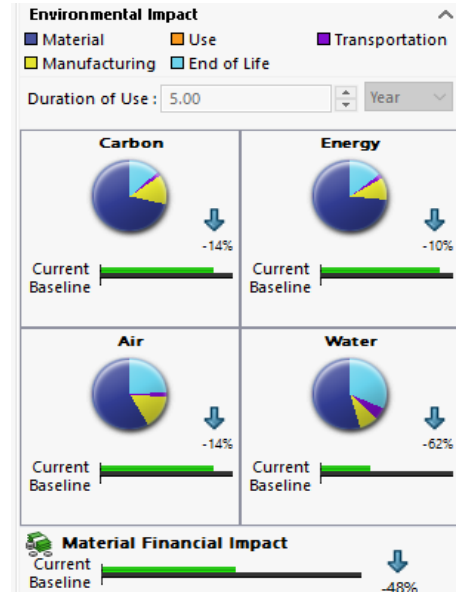 Environmental Impact
Material Use Transportation
Manufacturing End of Life
Duration of Use : 5.00 Year
Carbon Energy
-14% -10%
Current Current
Baseline Baseline
Air Water
-14% -62%
Current Current
Baseline Baseline
Material Financial Impact
Current
Baseline
-48%